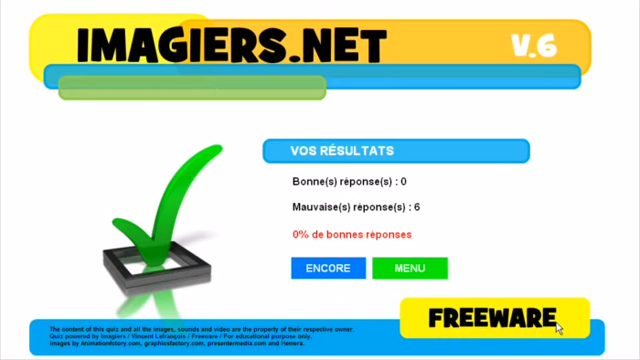 IMAGIERS.NET
V.6
VOS RÉSULTATS
Bonne(s) réponse(s) : 0
Mauvaise(s) réponse(s) : 6
0% de bonnes réponses
ENCORE
MENU
FREEWARE
The content of this quiz and all the images, sounds and video are the property of their respective owner.
Quiz powered by Imagiers / Vincent Lefrançois / Freeware / For educational purpose only.
Images by Animationfactory.com, graphicsfactory.com, presentermedia.com and Hemera.